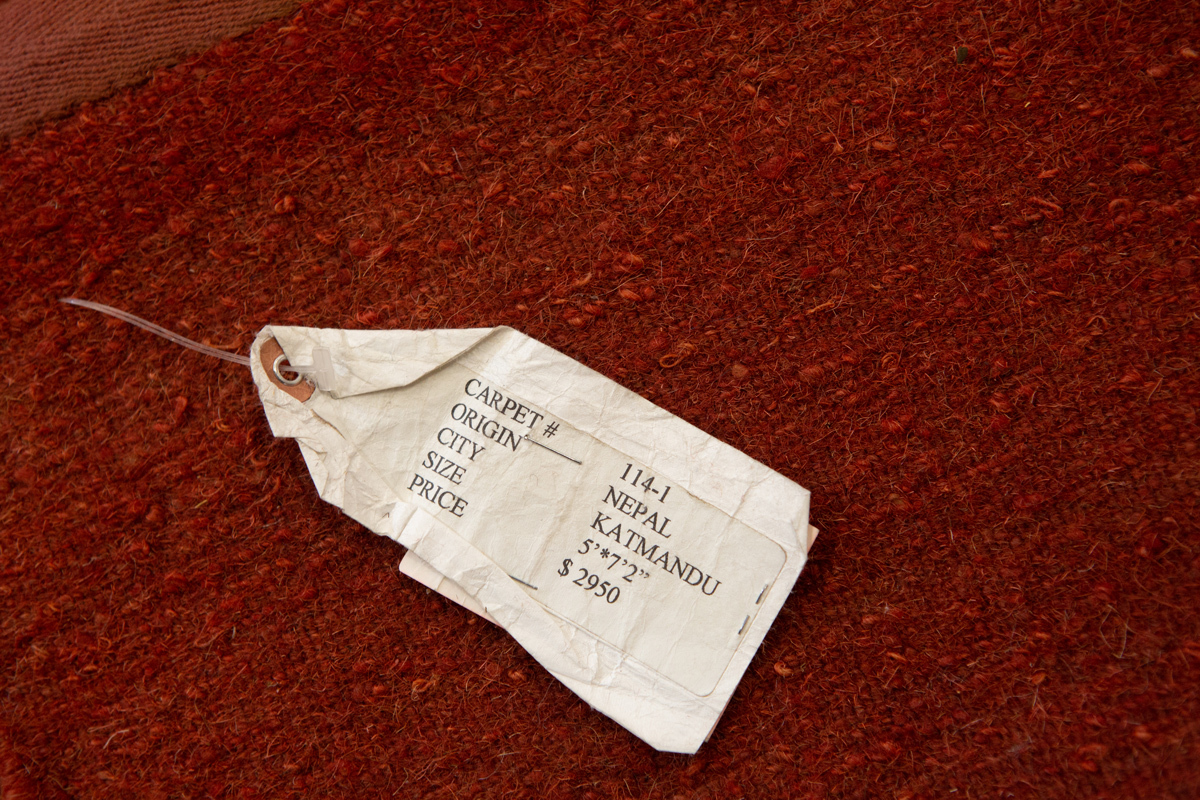 CARPET # 114-1
ORIGIN NEPAL
CITY KATMANDU
SIZE 5'*7'2"
PRICE $ 2950